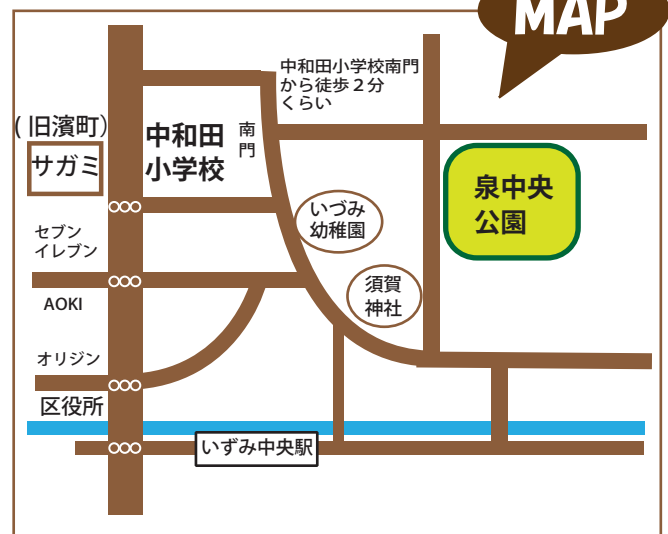 MAP
中和田小学校南門
から徒歩２分
くらい
(旧濱町)
サガミ
中和田
小学校
南
門
いづみ
幼稚園
泉中央
公園
セブン
イレブン
須賀
神社
AOKI
オリジン
区役所
いずみ中央駅